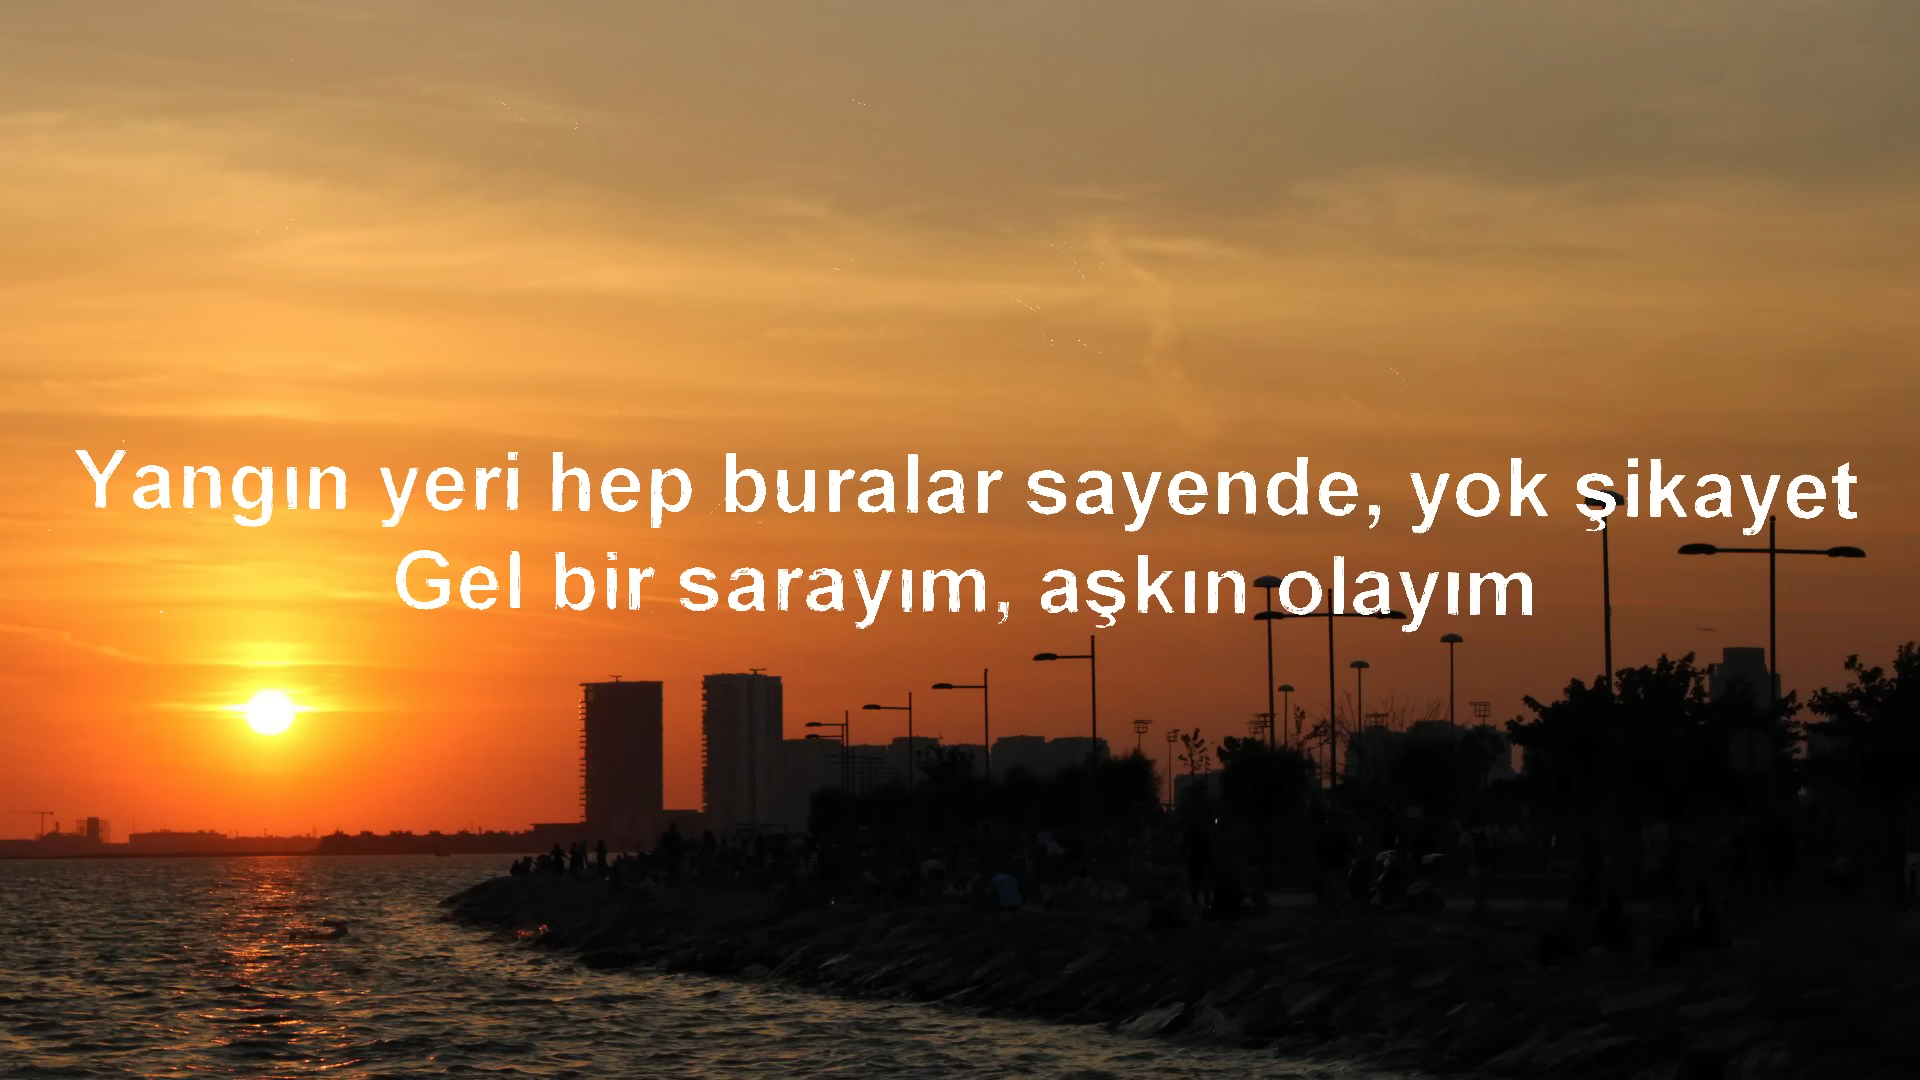 Yangın yeri hep buralar sayende, yok şikayet
Gel bir sarayım, aşkın olayım